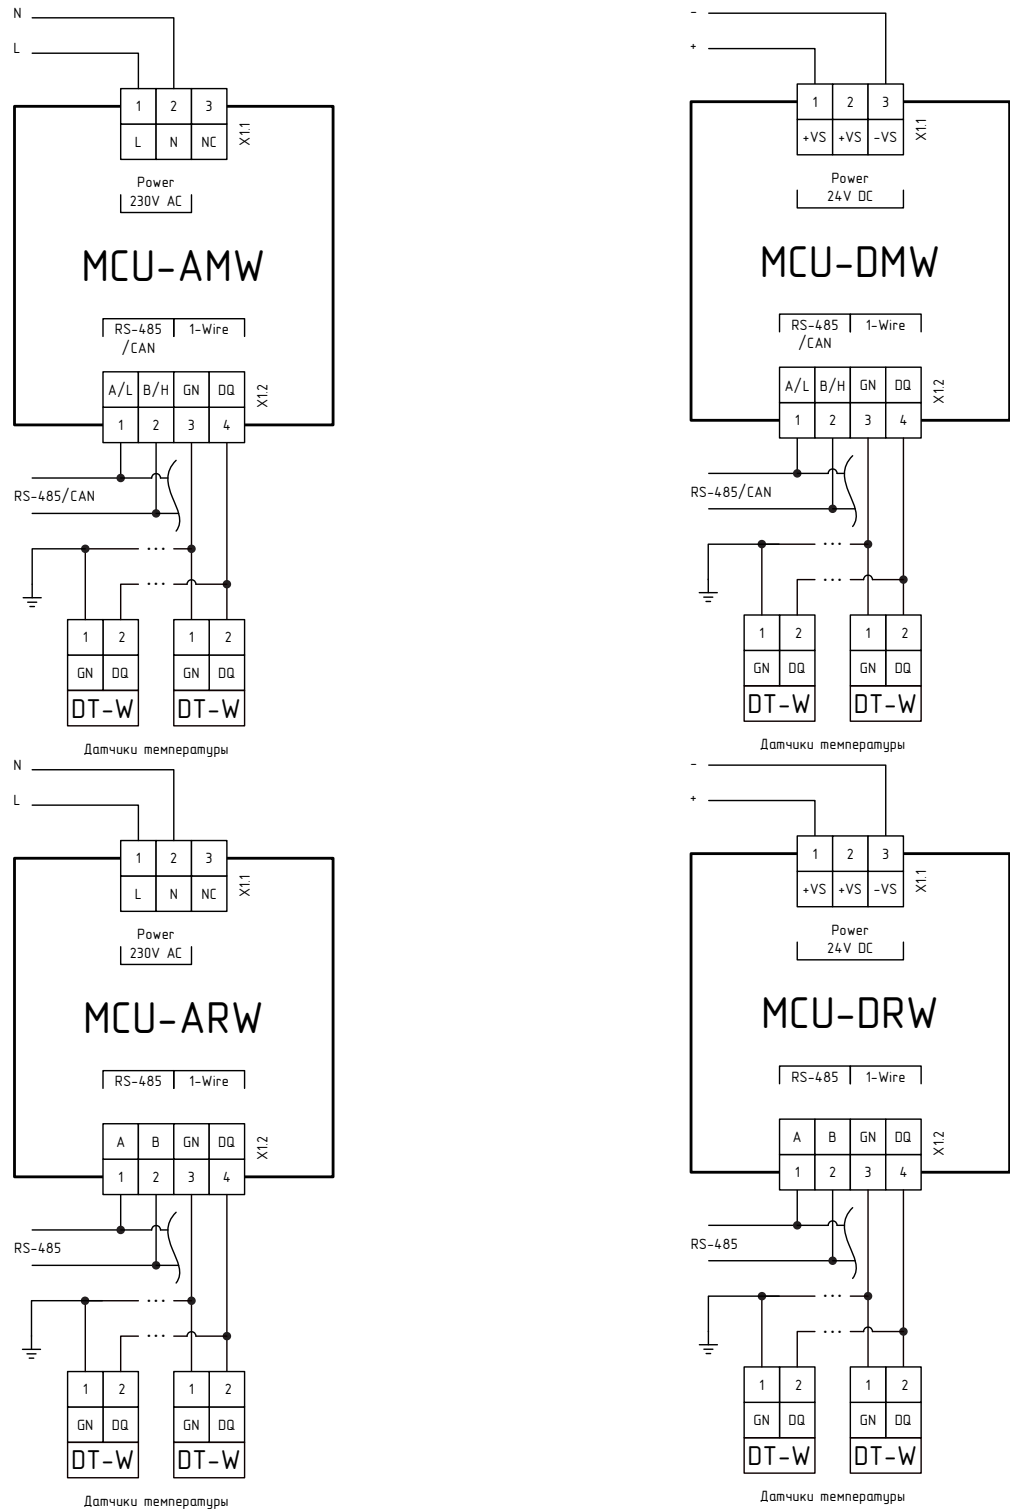 N
L
1 2 3
L N NC
X1.1
Power
230V AC
MCU-AMW
RS-485 1-Wire
/CAN
A/L B/H GN DQ
X1.2
1 2 3 4
RS-485/CAN
... 
...
1 2 1 2
GN DQ GN DQ
DT-W DT-W
Датчики температуры
-
+
1 2 3
+VS +VS -VS
X1.1
Power
24V DC
MCU-DMW
RS-485 1-Wire
/CAN
A/L B/H GN DQ
X1.2
1 2 3 4
RS-485/CAN
...
...
1 2 1 2
GN DQ GN DQ
DT-W DT-W
Датчики температуры
N
L
1 2 3
L N NC
X1.1
Power
230V AC
MCU-ARW
RS-485 1-Wire
A B GN DQ
X1.2
1 2 3 4
RS-485
...
...
1 2 1 2
GN DQ GN DQ
DT-W DT-W
Датчики температуры
-
+
1 2 3
+VS +VS -VS
X1.1
Power
24V DC
MCU-DRW
RS-485 1-Wire
A B GN DQ
X1.2
1 2 3 4
RS-485
...
...
1 2 1 2
GN DQ GN DQ
DT-W DT-W
Датчики температуры